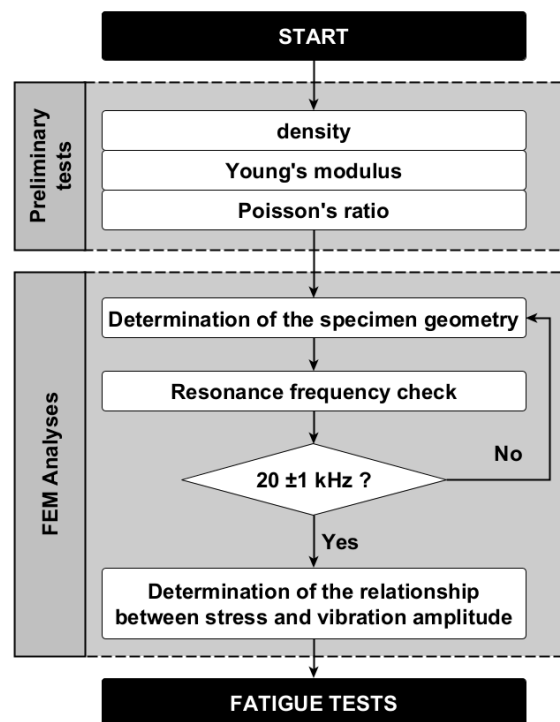 START
Preliminary
tests
density
Young's modulus
Poisson's ratio
FEM Analyses
Determination of the specimen geometry
Resonance frequency check
20 ±1 kHz ?
No
Yes
Determination of the relationship
between stress and vibration amplitude
FATIGUE TESTS